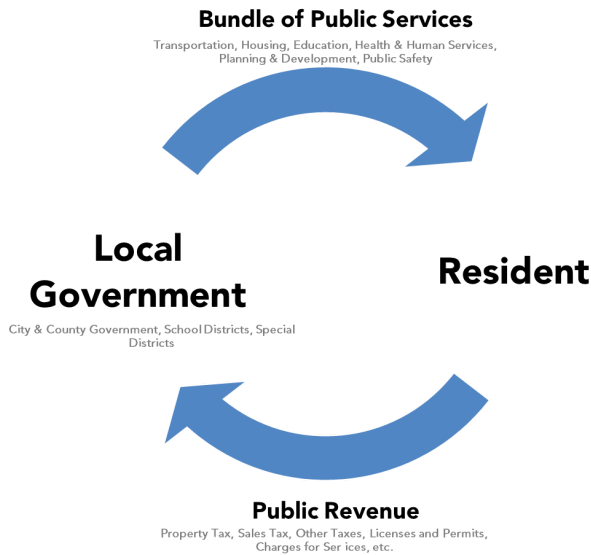 Bundle of Public Services
Transportation, Housing, Education, Health & Human Services,
Planning & Development, Public Safety
Local
Government
City & County Government, School Districts, Special
Districts
Resident
Public Revenue
Property Tax, Sales Tax, Other Taxes, Licenses and Permits,
Charges for Ser ices, etc.